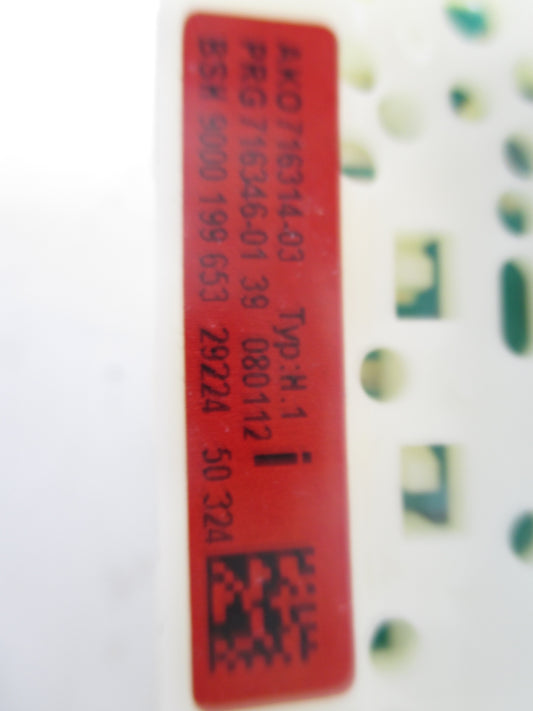 AKO 716314-03 Typ:H.1
PRG 716346-01 39 080112
BSH 9000 199 653 29224 50 324